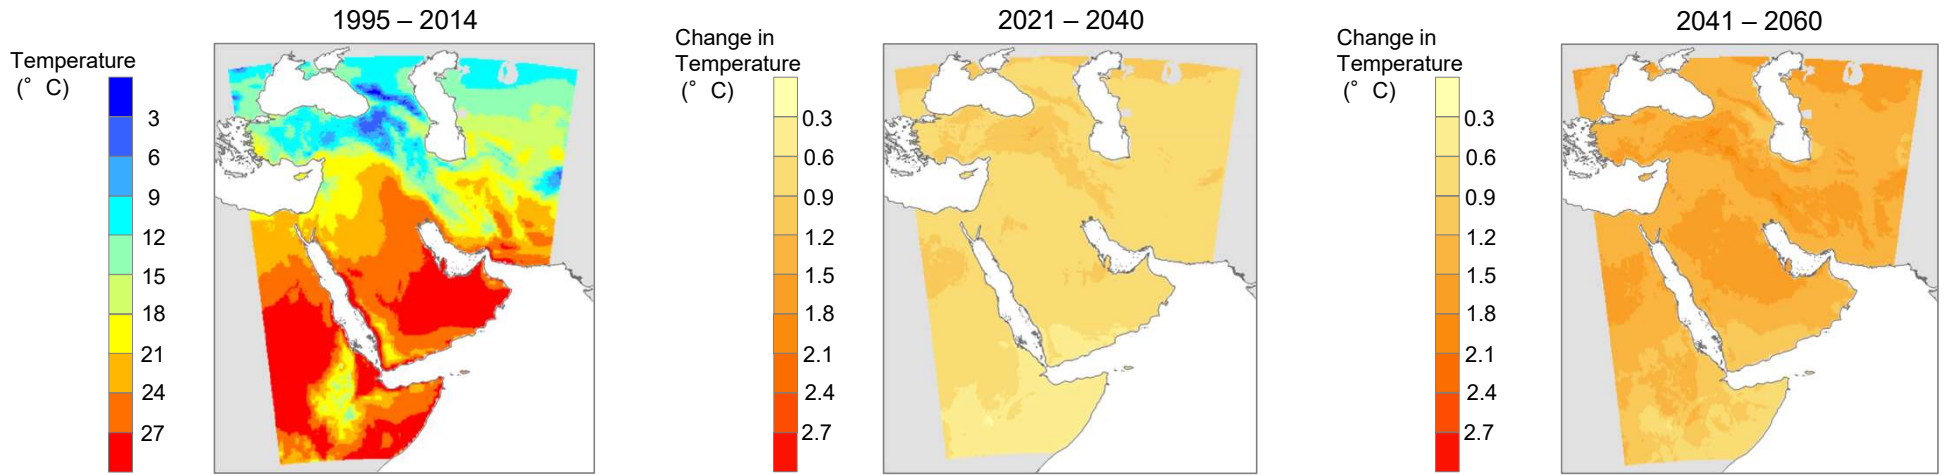 1995 – 2014
Temperature
(° C)
3
6
9
12
15
18
21
24
27
2021 – 2040
Change in
Temperature
(° C)
0.3
0.6
0.9
1.2
1.5
1.8
2.1
2.4
2.7
2041 – 2060
Change in
Temperature
(° C)
0.3
0.6
0.9
1.2
1.5
1.8
2.1
2.4
2.7